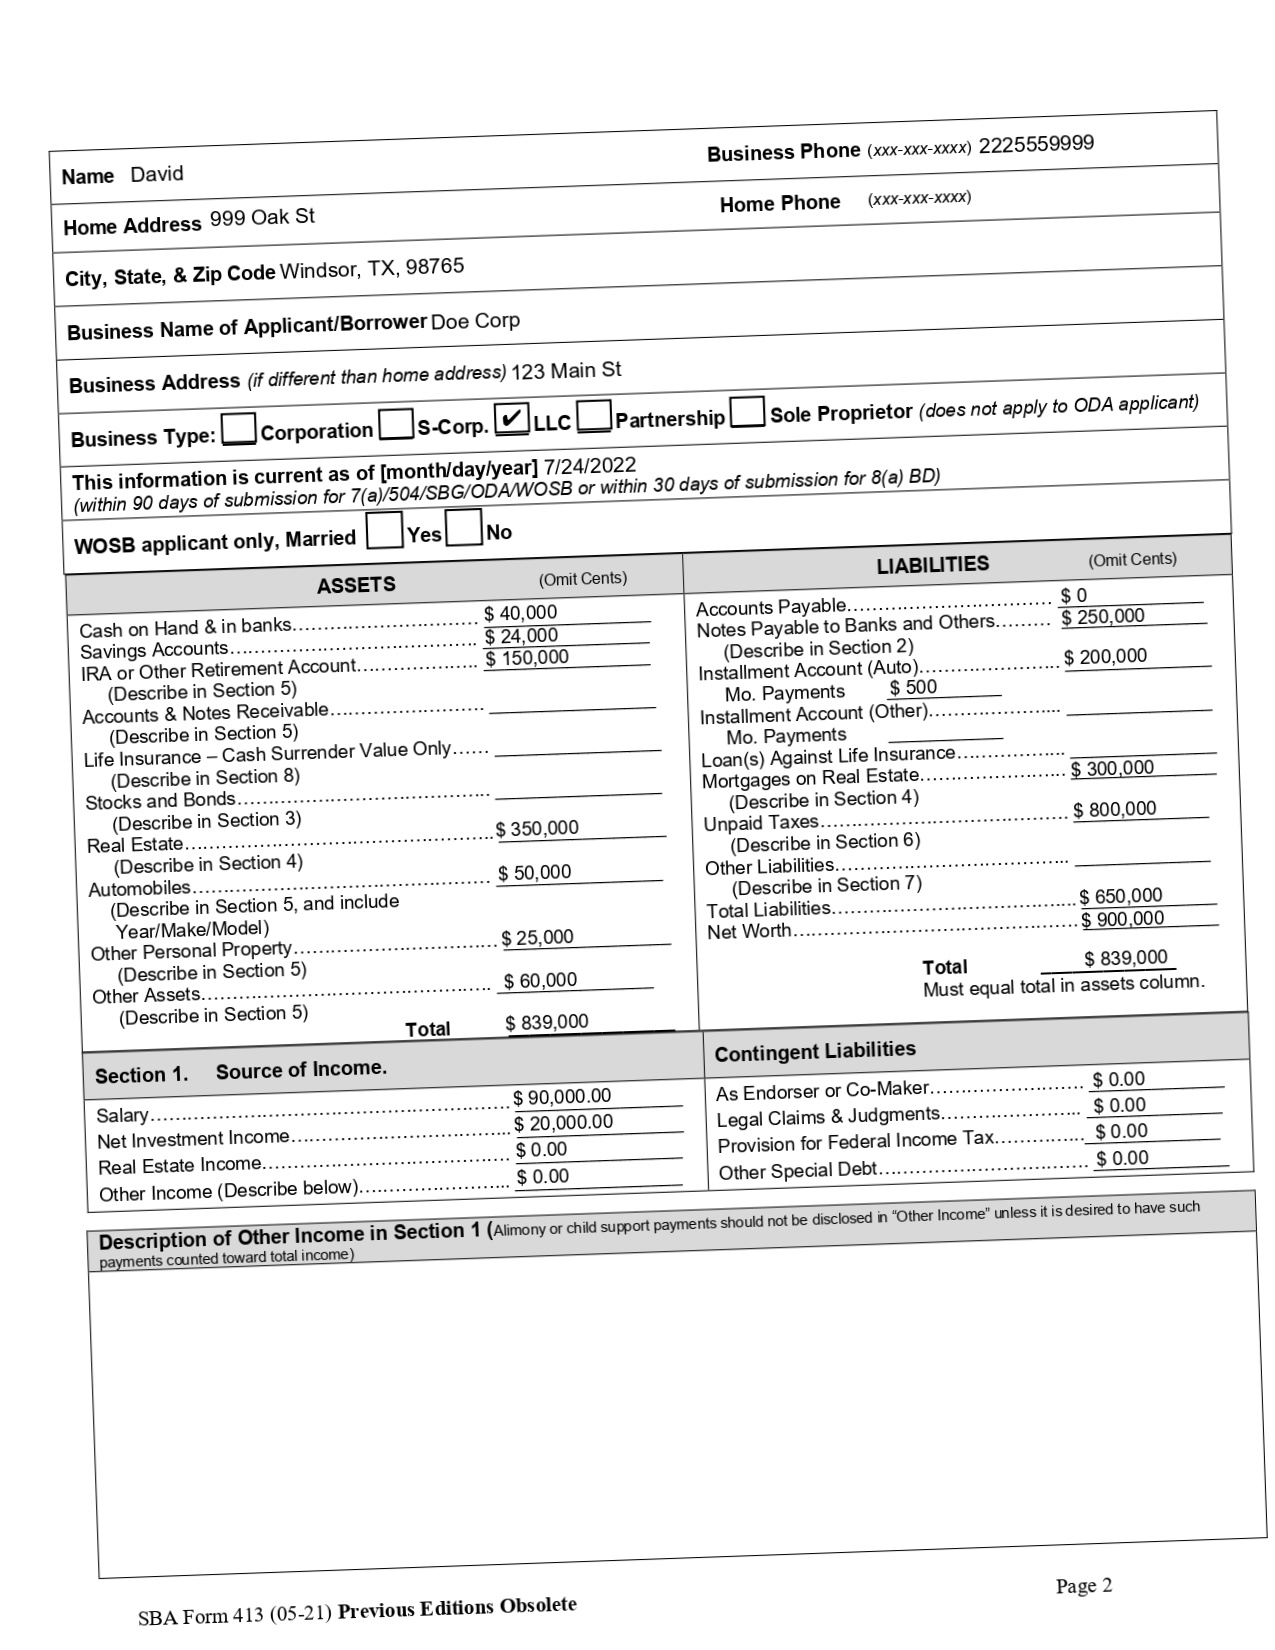 Name David Business Phone (xxx-xxx-xxxx) 2225559999
Home Address 999 Oak St Home Phone (xxx-xxx-xxxx)
City, State, & Zip Code Windsor, TX, 98765
Business Name of Applicant/Borrower Doe Corp
Business Address (if different than home address) 123 Main St
Business Type: Corporation S-Corp. ✔ LLC Partnership Sole Proprietor (does not apply to ODA applicant)
This information is current as of [month/day/year] 7/24/2022
(within 90 days of submission for 7(a)/504/SBG/ODA/WOSB or within 30 days of submission for 8(a) BD)
WOSB applicant only, Married Yes No
ASSETS (Omit Cents)
Cash on Hand & in banks $ 40,000
Savings Accounts $ 24,000
IRA or Other Retirement Account $ 150,000
(Describe in Section 5)
Accounts & Notes Receivable
(Describe in Section 5)
Life Insurance – Cash Surrender Value Only
(Describe in Section 8)
Stocks and Bonds
(Describe in Section 3)
Real Estate $ 350,000
(Describe in Section 4)
Automobiles $ 50,000
(Describe in Section 5, and include
Year/Make/Model)
Other Personal Property $ 25,000
(Describe in Section 5)
Other Assets $ 60,000
(Describe in Section 5)
Total $ 839,000
LIABILITIES (Omit Cents)
Accounts Payable $ 0
Notes Payable to Banks and Others $ 250,000
(Describe in Section 2)
Installment Account (Auto) $ 200,000
Mo. Payments $ 500
Installment Account (Other)
Mo. Payments
Loan(s) Against Life Insurance
Mortgages on Real Estate $ 300,000
(Describe in Section 4)
Unpaid Taxes $ 800,000
(Describe in Section 6)
Other Liabilities
(Describe in Section 7)
Total Liabilities $ 650,000
Net Worth $ 900,000
Total $ 839,000
Must equal total in assets column.
Section 1. Source of Income.
Salary $ 90,000.00
Net Investment Income $ 20,000.00
Real Estate Income $ 0.00
Other Income (Describe below) $ 0.00
Contingent Liabilities
As Endorser or Co-Maker $ 0.00
Legal Claims & Judgments $ 0.00
Provision for Federal Income Tax $ 0.00
Other Special Debt $ 0.00
Description of Other Income in Section 1 (Alimony or child support payments should not be disclosed in “Other Income” unless it is desired to have such
payments counted toward total income)
SBA Form 413 (05-21) Previous Editions Obsolete Page 2